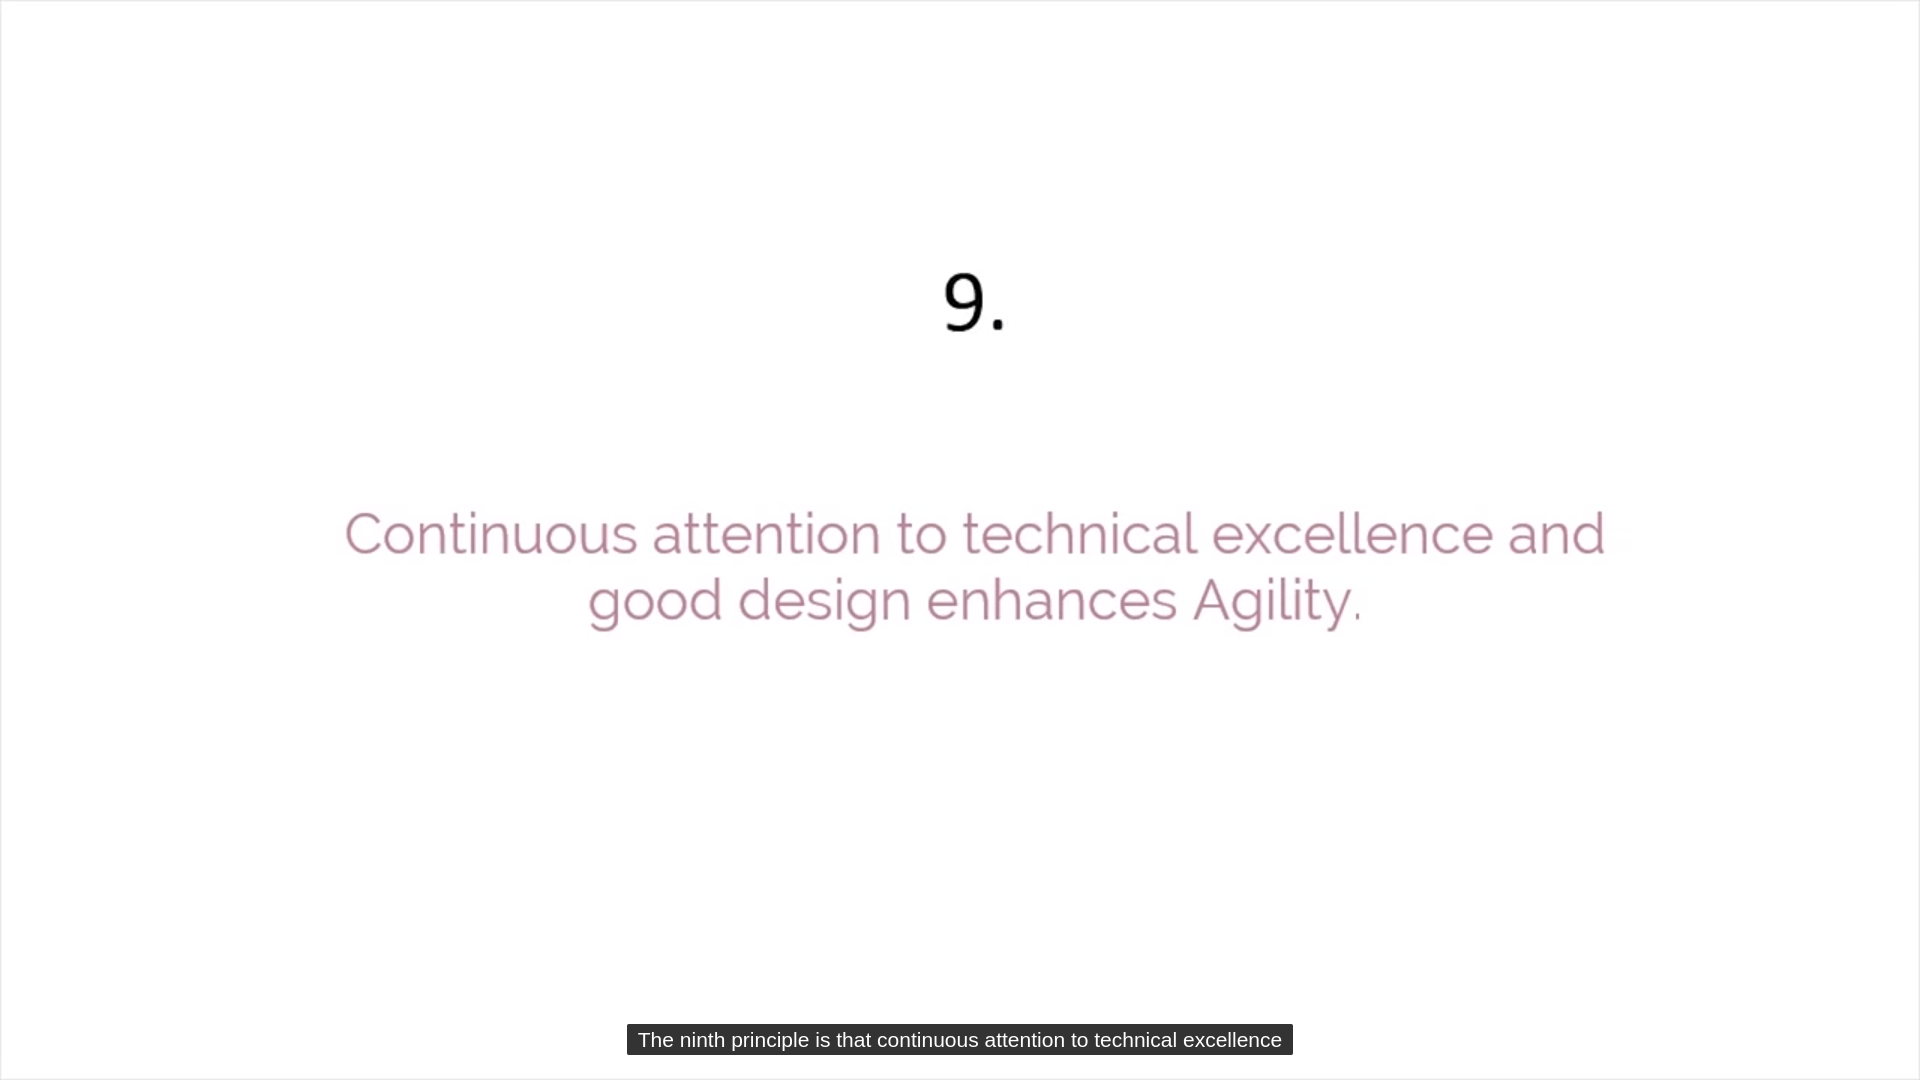 9.
Continuous attention to technical excellence and
good design enhances Agility.
The ninth principle is that continuous attention to technical excellence